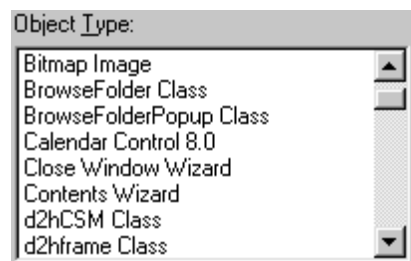 Object Type:
Bitmap Image
BrowseFolder Class
BrowseFolderPopup Class
Calendar Control 8.0
Close Window Wizard
Contents Wizard
d2hCSM Class
d2hframe Class